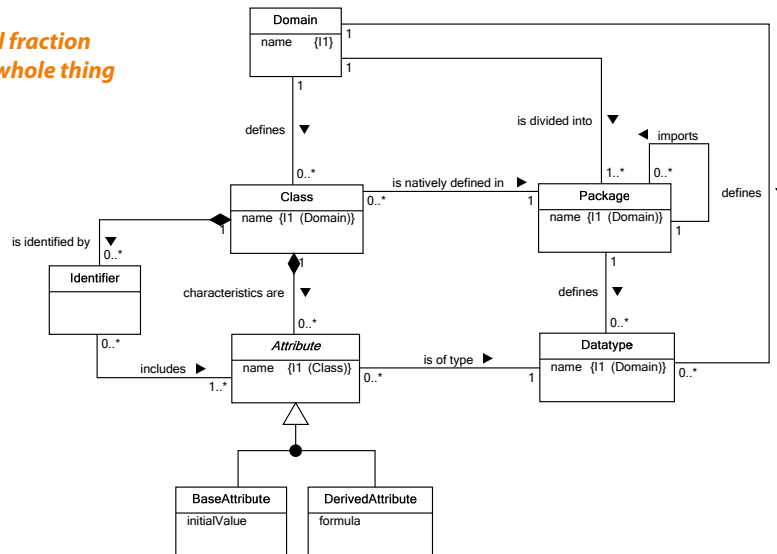 l fraction
whole thing
Domain
name {I1}
1
1
1
defines ▼
is divided into ▼
◄ imports
0..*
1..*
0..*
defines ▼
Class
name {I1 (Domain)}
0..*
is natively defined in ►
1
Package
name {I1 (Domain)}
1
1
is identified by ▼
0..*
1
1
Identifier
characteristics are ▼
defines ▼
0..*
0..*
0..*
Attribute
name {I1 (Class)}
includes ►
1..*
0..*
is of type ►
1
Datatype
name {I1 (Domain)}
0..*
BaseAttribute
initialValue
DerivedAttribute
formula